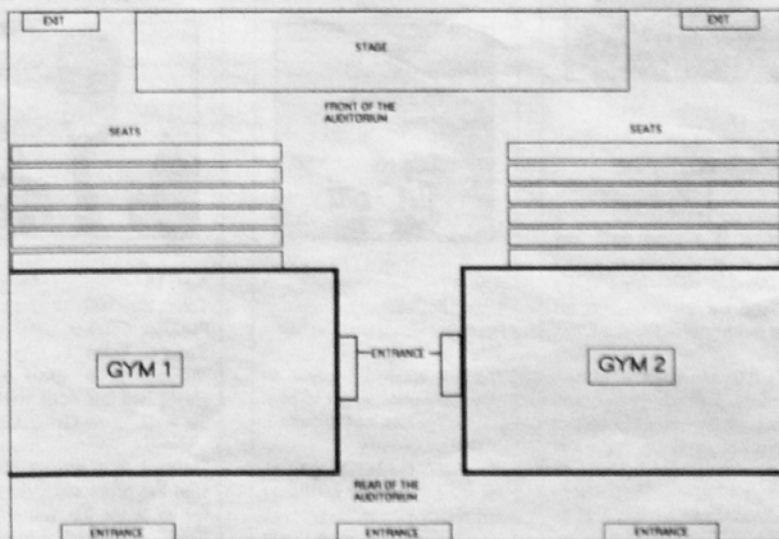 EXIT
EXIT
STAGE
FRONT OF THE
AUDITORIUM
SEATS
SEATS
ENTRANCE
GYM 1
GYM 2
REAR OF THE
AUDITORIUM
ENTRANCE
ENTRANCE
ENTRANCE